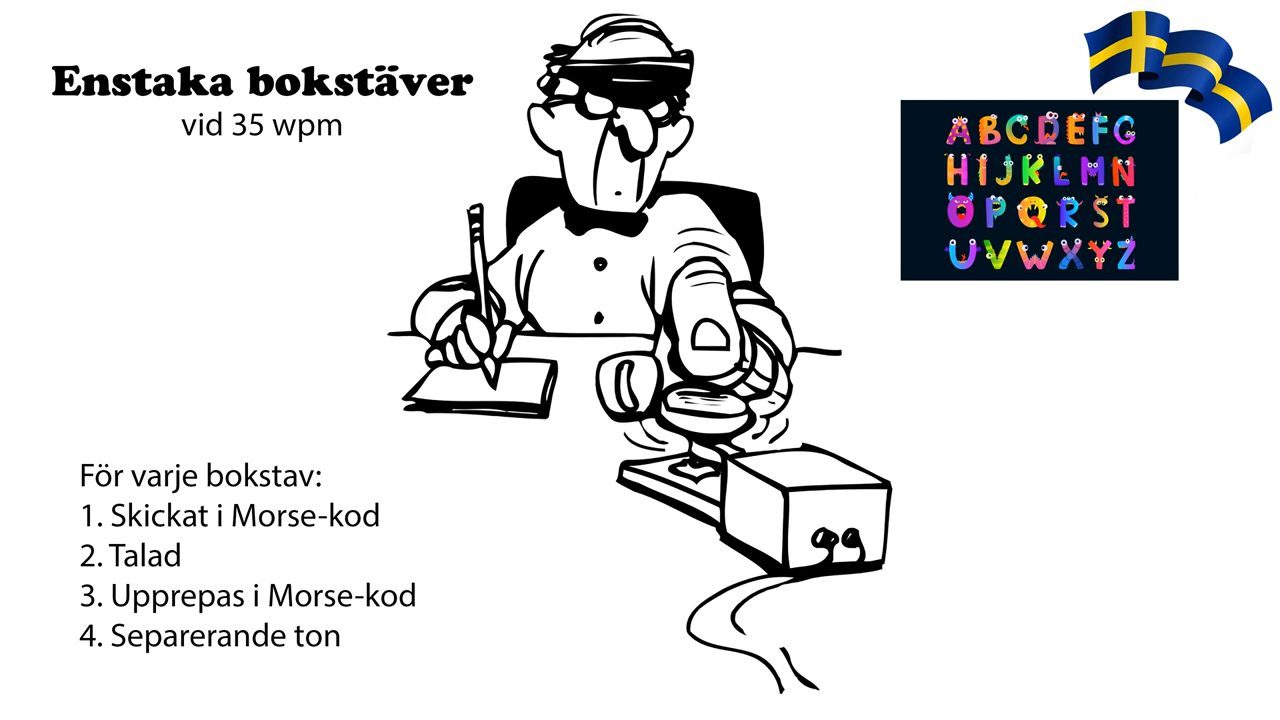 Enstaka bokstäver
vid 35 wpm
ABCDEFG
HIJKLMN
OPQRST
UVWXYZ
För varje bokstav:
1. Skickat i Morse-kod
2. Talad
3. Upprepas i Morse-kod
4. Separerande ton